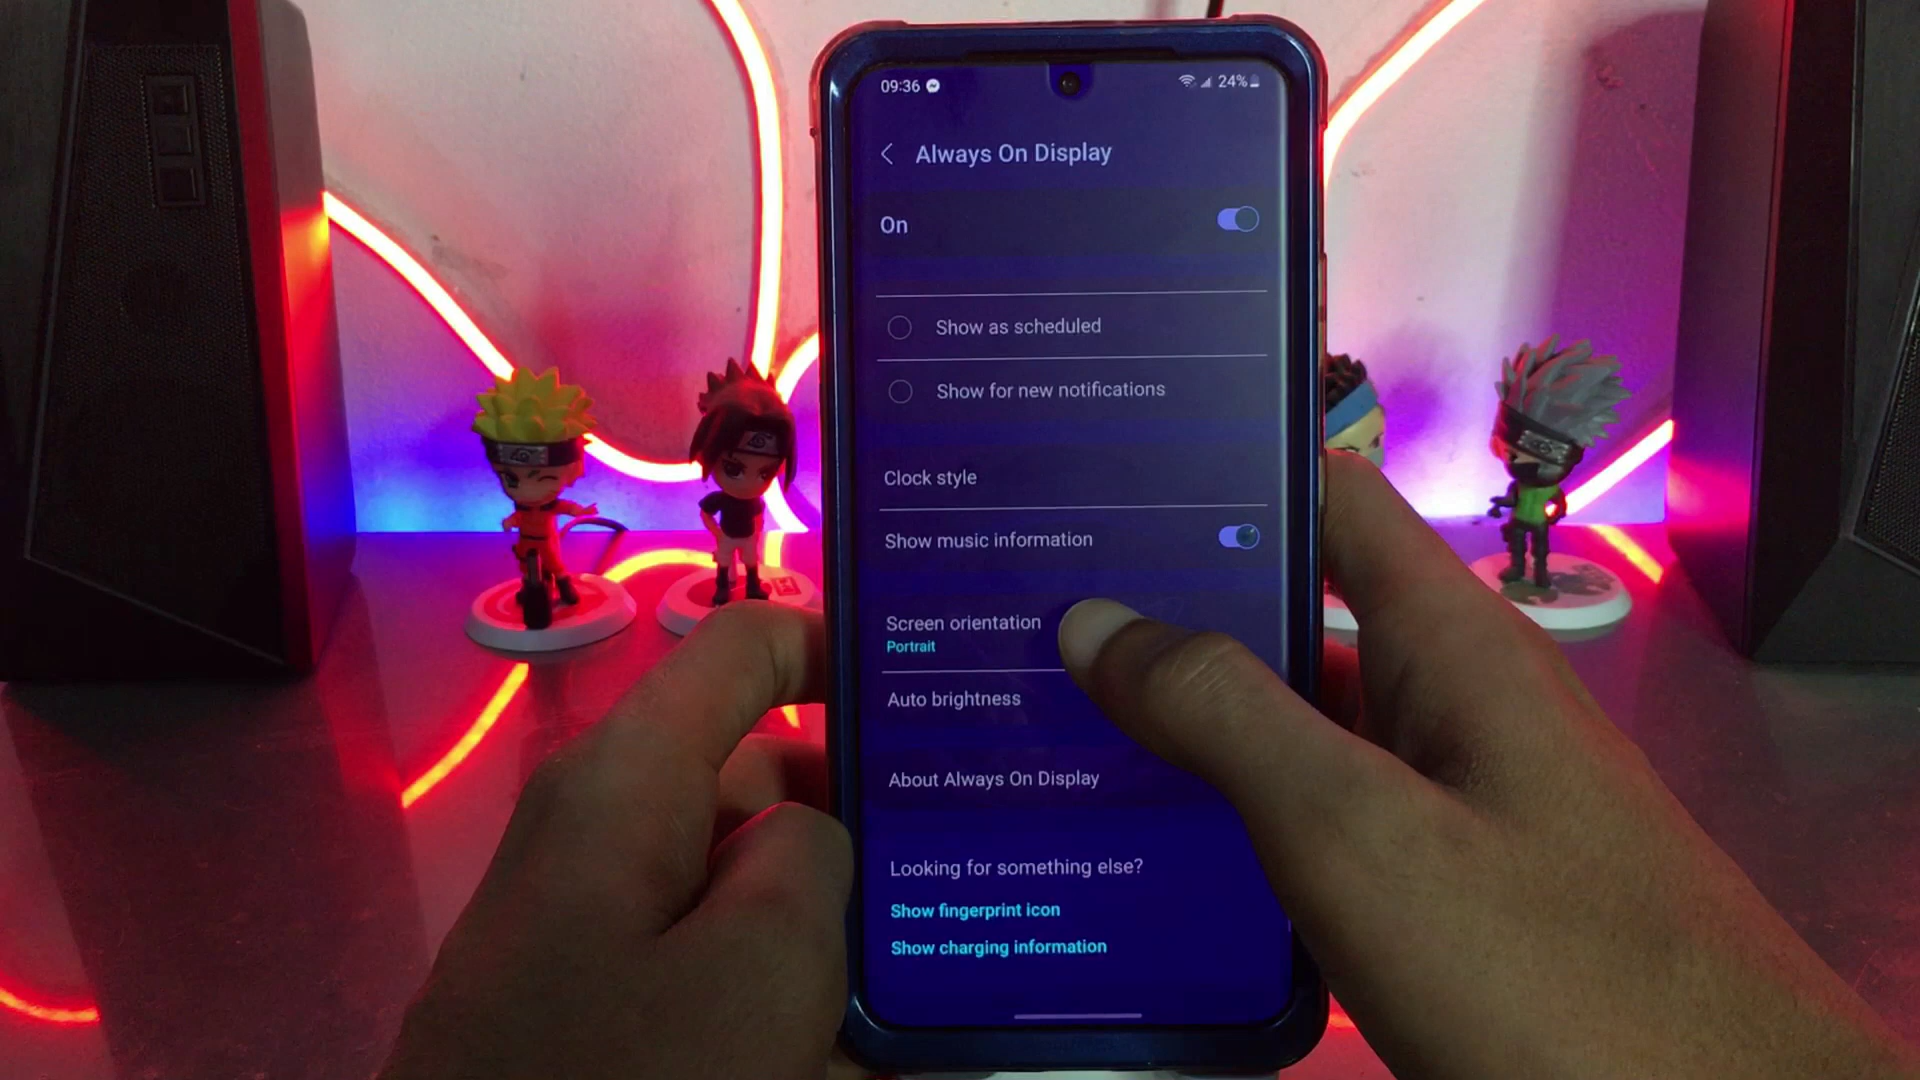 09:36
24%
Always On Display
On
Show as scheduled
Show for new notifications
Clock style
Show music information
Screen orientation
Portrait
Auto brightness
About Always On Display
Looking for something else?
Show fingerprint icon
Show charging information